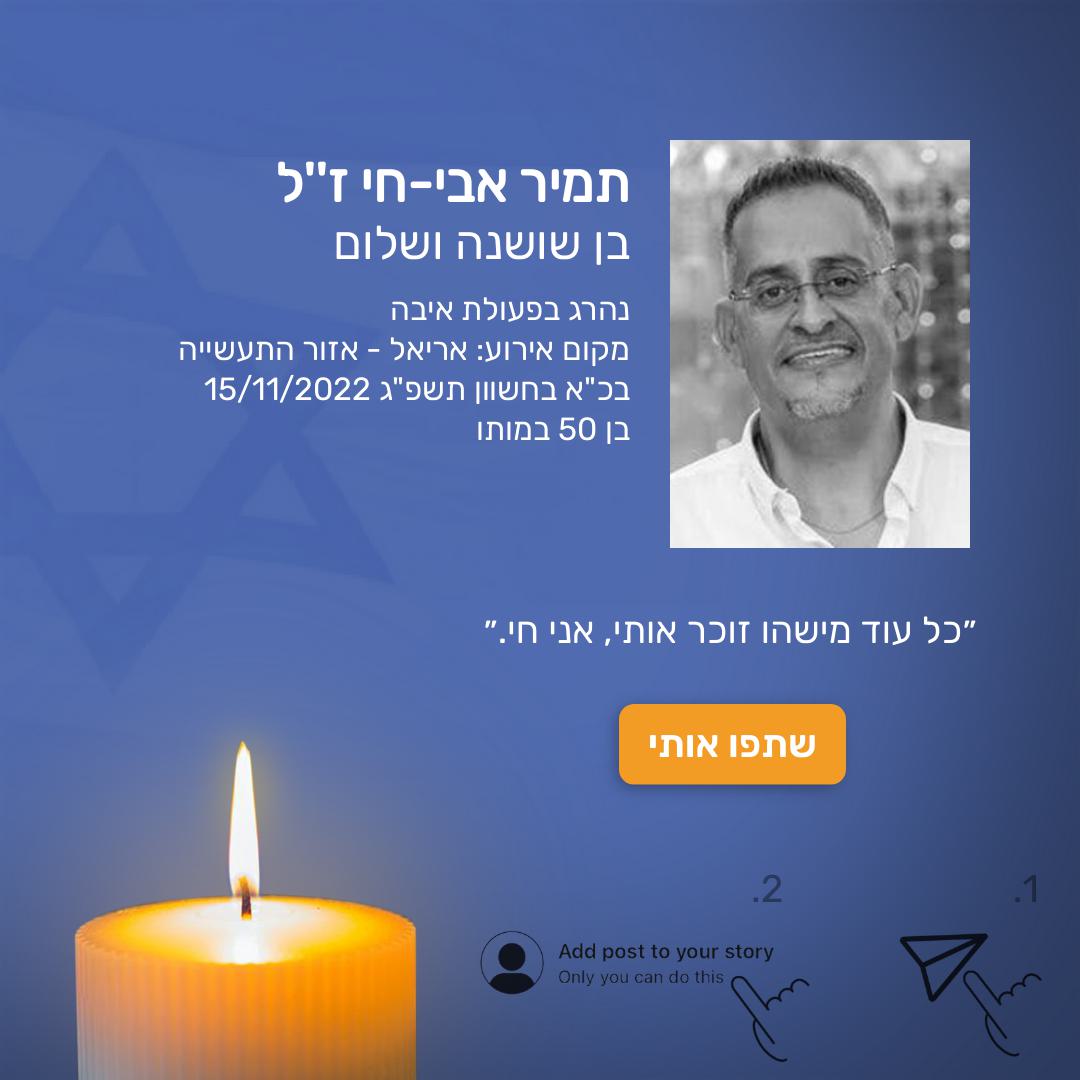 תמיר אבי-חי ז"ל
בן שושנה ושלום
נהרג בפעולת איבה
מקום אירוע: אריאל - אזור התעשייה
בכ"א בחשוון תשפ"ג 15/11/2022
בן 50 במותו
״כל עוד מישהו זוכר אותי, אני חי.״
שתפו אותי
1.
2.
Add post to your story
Only you can do this